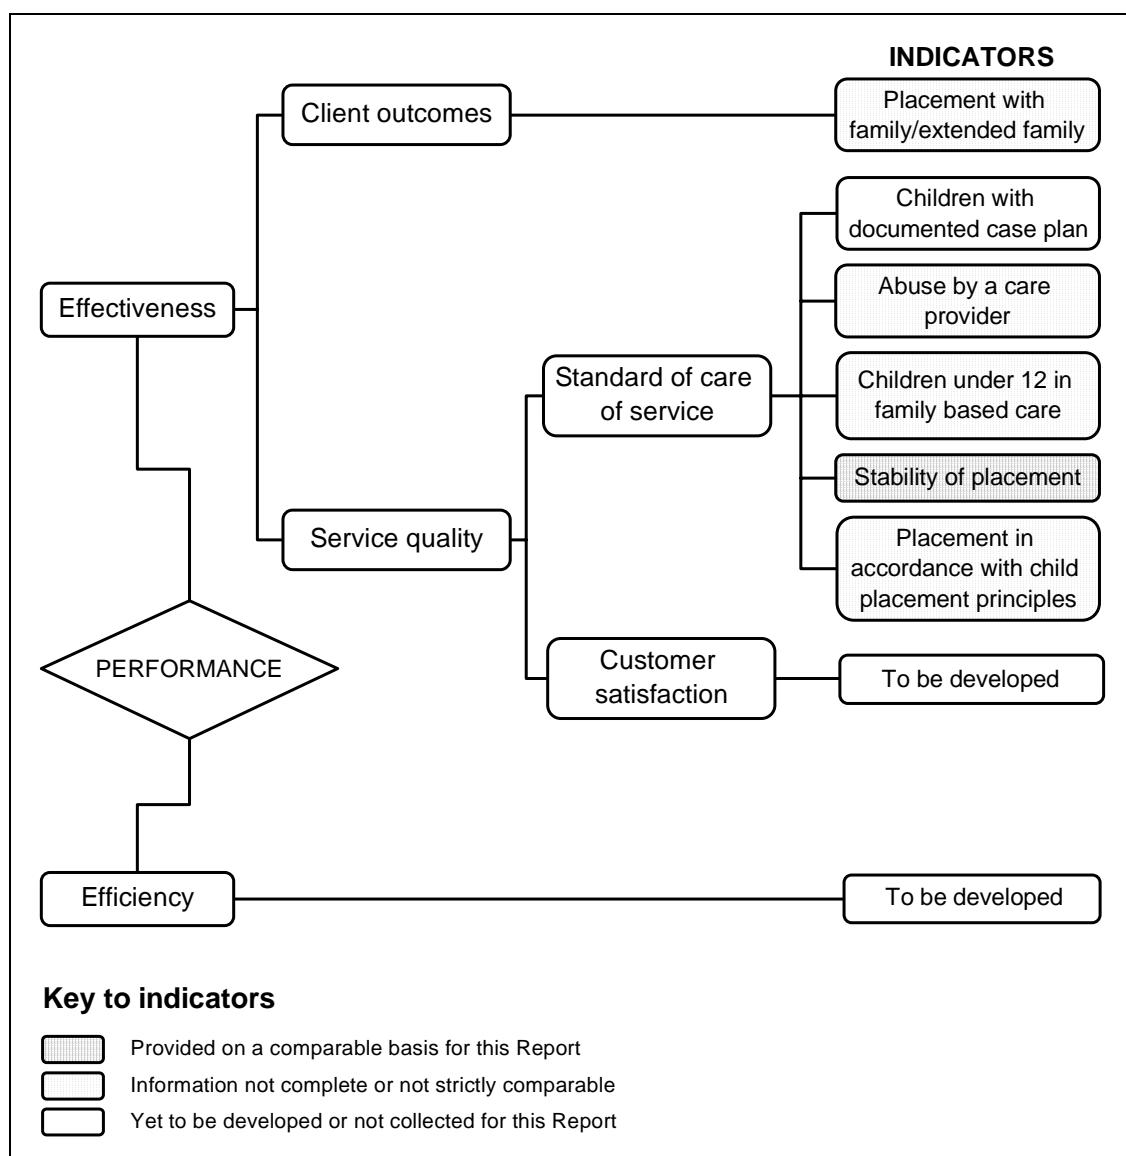 INDICATORS
Client outcomes
Placement with
family/extended family
Children with
documented case plan
Effectiveness
Abuse by a care
provider
Standard of care
of service
Children under 12 in
family based care
Stability of placement
Service quality
Placement in
accordance with child
placement principles
PERFORMANCE
Customer
satisfaction
To be developed
Efficiency
To be developed
Key to indicators
Provided on a comparable basis for this Report
Information not complete or not strictly comparable
Yet to be developed or not collected for this Report